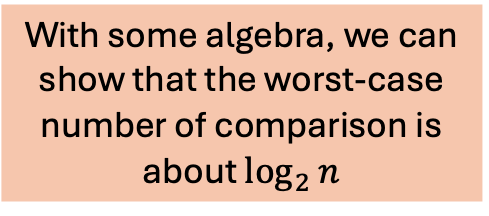 With some algebra, we can
show that the worst-case
number of comparison is
about log₂ n